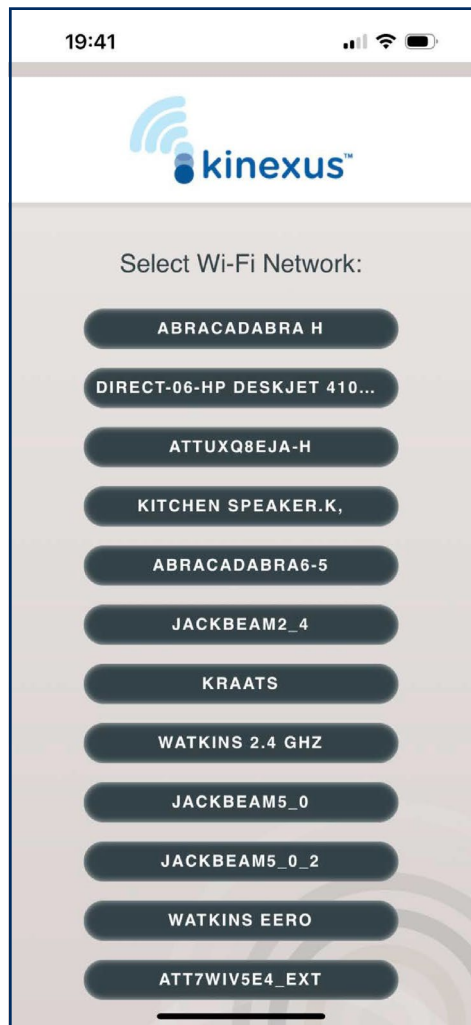 19:41
kinexus™
Select Wi-Fi Network:
ABRACADABRA H
DIRECT-06-HP DESKJET 410...
ATTUXQ8EJA-H
KITCHEN SPEAKER.K,
ABRACADABRA6-5
JACKBEAM2_4
KRAATS
WATKINS 2.4 GHZ
JACKBEAM5_0
JACKBEAM5_0_2
WATKINS EERO
ATT7WIV5E4_EXT